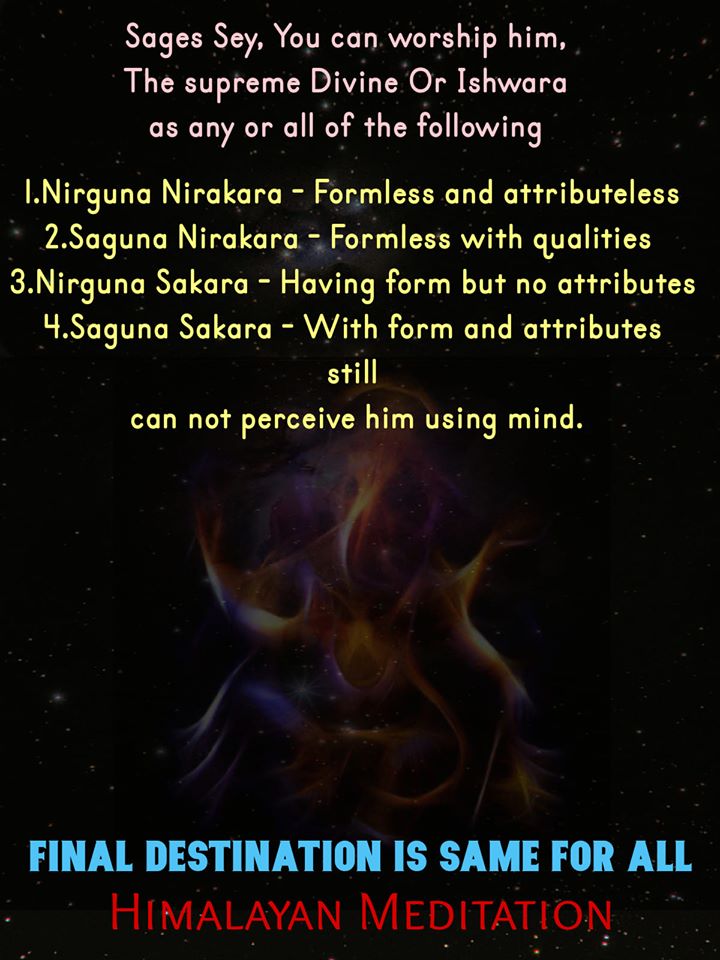 Sages Sey, You can worship him,
The supreme Divine Or Ishwara
as any or all of the following
1.Nirguna Nirakara - Formless and attributeless
2.Saguna Nirakara - Formless with qualities
3.Nirguna Sakara - Having form but no attributes
4.Saguna Sakara - With form and attributes
still
can not perceive him using mind.
FINAL DESTINATION IS SAME FOR ALL
HIMALAYAN MEDITATION